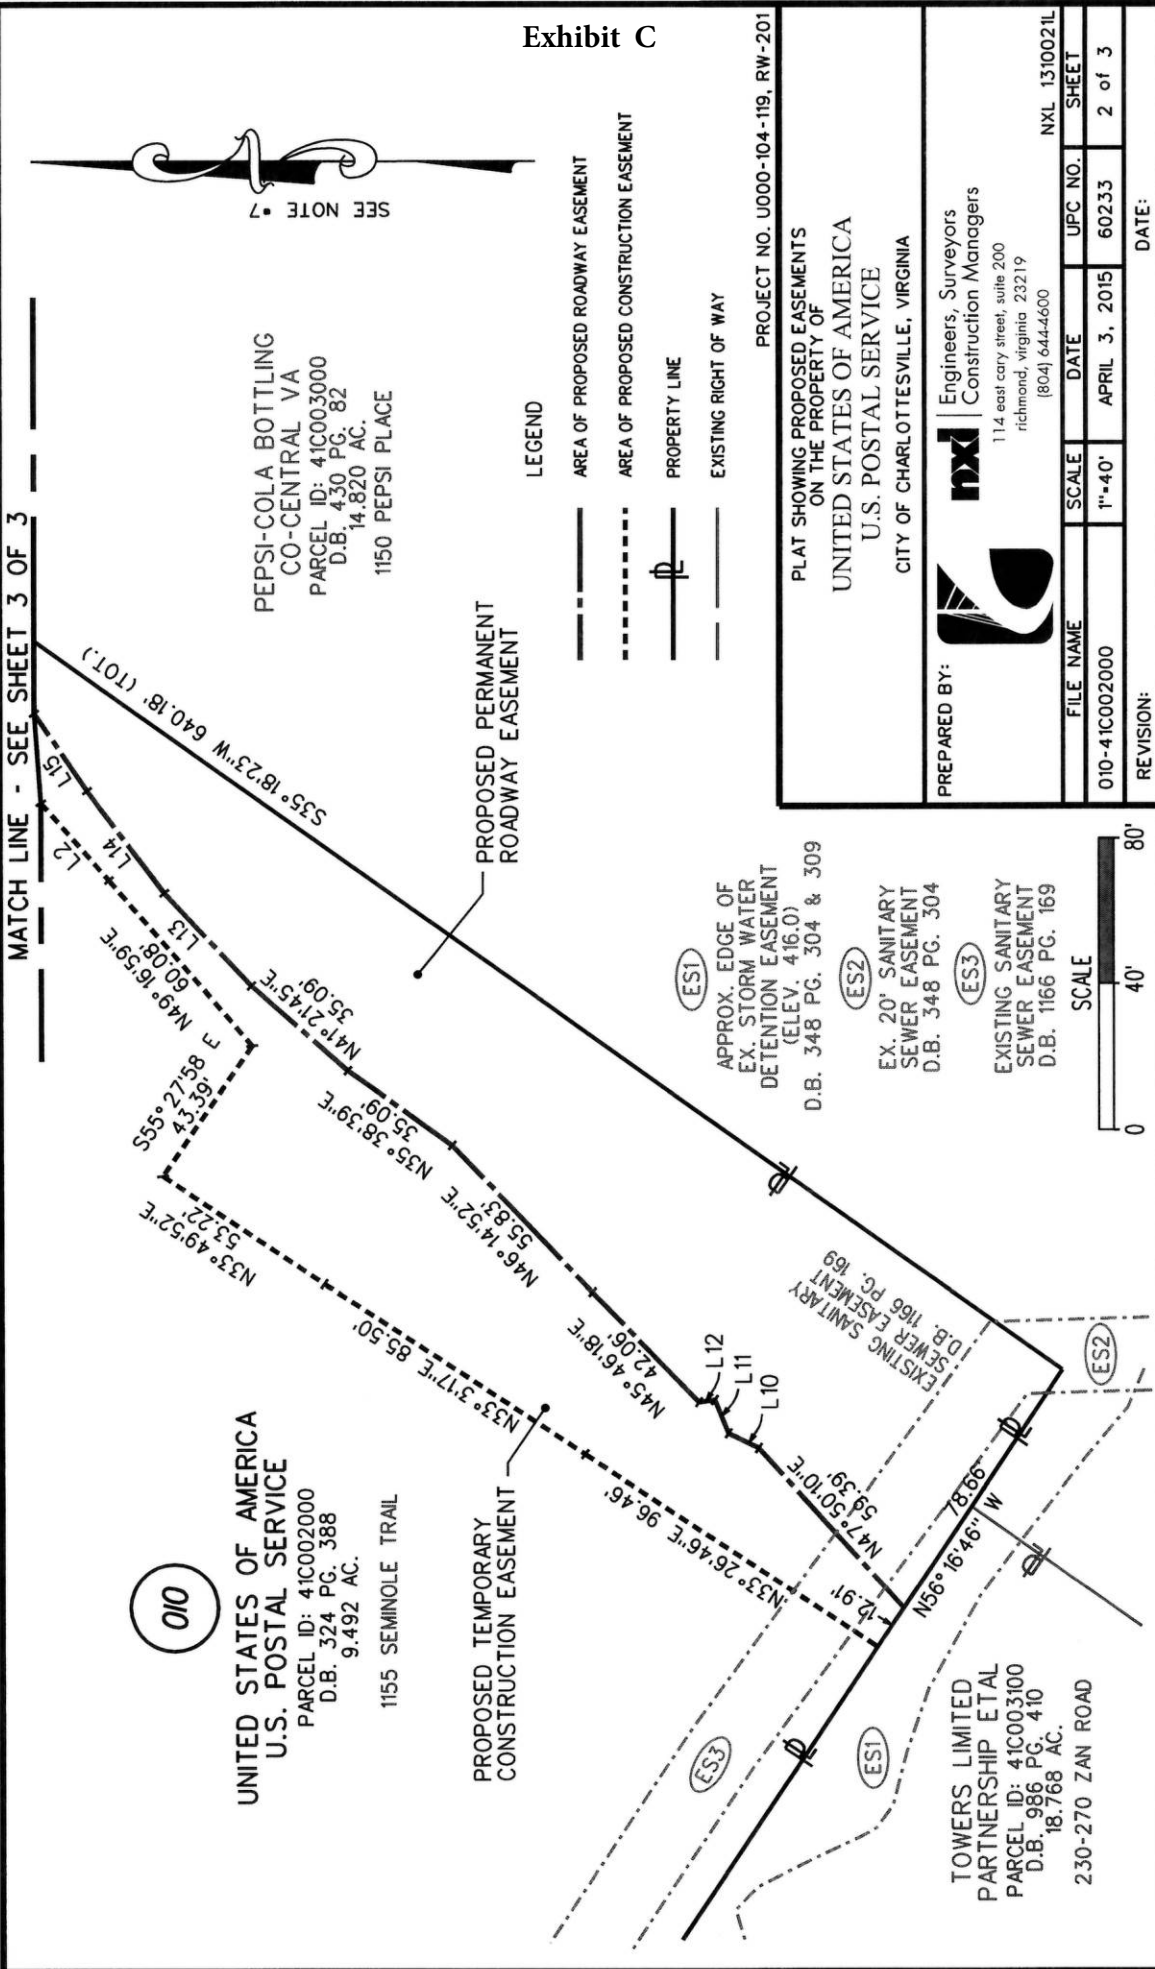 Exhibit C
MATCH LINE - SEE SHEET 3 OF 3
SEE NOTE #7
010
UNITED STATES OF AMERICA
U.S. POSTAL SERVICE
PARCEL ID: 41C002000
D.B. 324 PG. 388
9.492 AC.
1155 SEMINOLE TRAIL
PROPOSED TEMPORARY
CONSTRUCTION EASEMENT
PEPSI-COLA BOTTLING
CO-CENTRAL VA
PARCEL ID: 41C003000
D.B. 430 PG. 82
14.820 AC.
1150 PEPSI PLACE
PROPOSED PERMANENT
ROADWAY EASEMENT
S35° 18'23"W 640.18' (TOT.)
L2
L15
L14
L13
N49° 16'59"E
60.08'
S55° 27'58 E
43.39'
N33° 49'52"E
53.22'
N33° 3'17"E 85.50'
N33° 26'46"E 96.46'
N41° 21'45"E
35.09'
N35° 38'39"E
35.09'
N46° 14'52"E
55.83'
N45° 46'18"E
42.06'
L12
L11
L10
N47° 50'10"E
59.39'
12.91'
78.66'
N56° 16'46" W
EXISTING SANITARY
SEWER EASEMENT
D.B. 1166 PG. 169
PL
PL
PL
PL
ES3
ES1
ES2
TOWERS LIMITED
PARTNERSHIP ETAL
PARCEL ID: 41C003100
D.B. 986 PG. 410
18.768 AC.
230-270 ZAN ROAD
ES1
APPROX. EDGE OF
EX. STORM WATER
DETENTION EASEMENT
(ELEV. 416.0)
D.B. 348 PG. 304 & 309
ES2
EX. 20' SANITARY
SEWER EASEMENT
D.B. 348 PG. 304
ES3
EXISTING SANITARY
SEWER EASEMENT
D.B. 1166 PG. 169
SCALE
0 40' 80'
LEGEND
AREA OF PROPOSED ROADWAY EASEMENT
AREA OF PROPOSED CONSTRUCTION EASEMENT
PL PROPERTY LINE
EXISTING RIGHT OF WAY
PROJECT NO. U000-104-119, RW-201
PLAT SHOWING PROPOSED EASEMENTS
ON THE PROPERTY OF
UNITED STATES OF AMERICA
U.S. POSTAL SERVICE
CITY OF CHARLOTTESVILLE, VIRGINIA
PREPARED BY:
nxl
Engineers, Surveyors
Construction Managers
114 east cary street, suite 200
richmond, virginia 23219
(804) 644-4600
NXL 1310021L
FILE NAME SCALE DATE UPC NO. SHEET
010-41C002000 1"=40' APRIL 3, 2015 60233 2 of 3
REVISION: DATE: